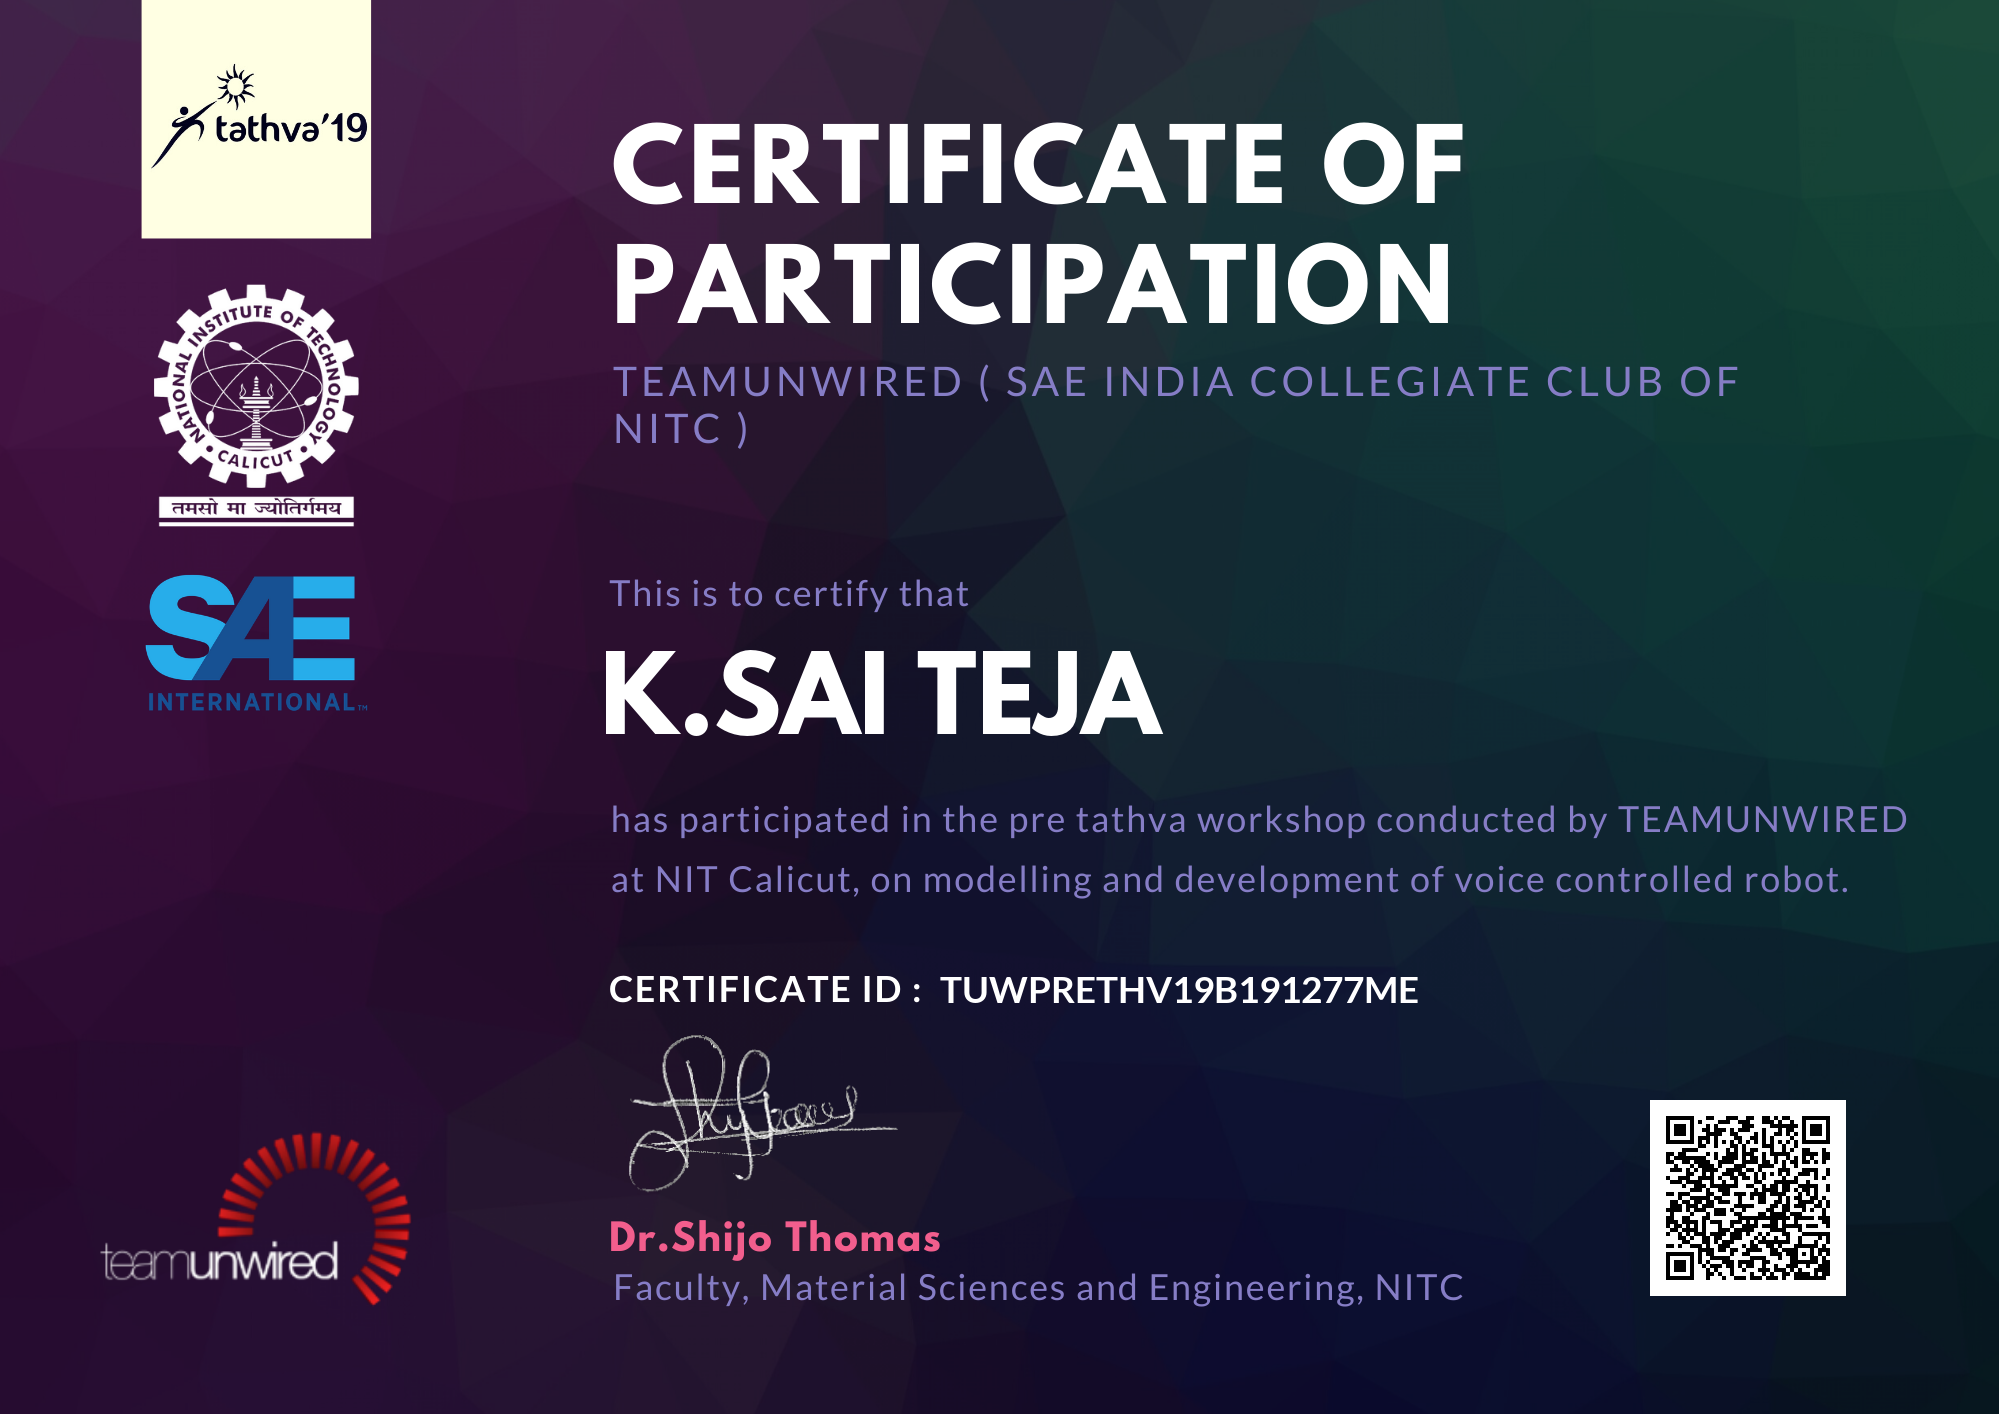 tathva'19
NATIONAL INSTITUTE OF TECHNOLOGY
• CALICUT •
तमसो मा ज्योतिर्गमय
SAE
INTERNATIONAL™
CERTIFICATE OF
PARTICIPATION
TEAMUNWIRED ( SAE INDIA COLLEGIATE CLUB OF
NITC )
This is to certify that
K.SAI TEJA
has participated in the pre tathva workshop conducted by TEAMUNWIRED
at NIT Calicut, on modelling and development of voice controlled robot.
CERTIFICATE ID : TUWPRETHV19B191277ME
Dr.Shijo Thomas
Faculty, Material Sciences and Engineering, NITC
teamunwired